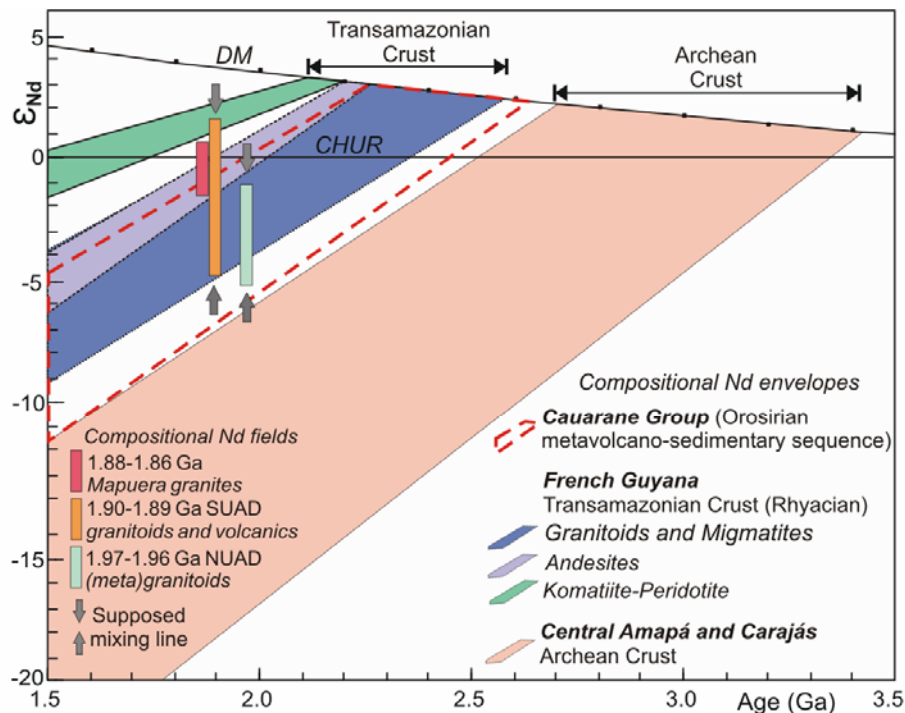 Transamazonian
Crust
Archean
Crust
DM
CHUR
εNd
5
0
-5
-10
-15
-20
Compositional Nd fields
1.88-1.86 Ga
Mapuera granites
1.90-1.89 Ga SUAD
granitoids and volcanics
1.97-1.96 Ga NUAD
(meta)granitoids
Supposed
mixing line
Compositional Nd envelopes
Cauarane Group (Orosirian
metavolcano-sedimentary sequence)
French Guyana
Transamazonian Crust (Rhyacian)
Granitoids and Migmatites
Andesites
Komatiite-Peridotite
Central Amapá and Carajás
Archean Crust
1.5 2.0 2.5 3.0 Age (Ga) 3.5